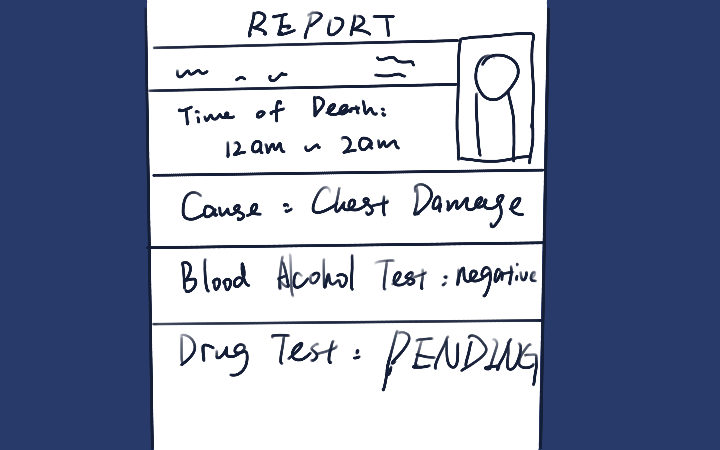 REPORT
Time of Death:
12am ~ 2am
Cause : Chest Damage
Blood Alcohol Test : negative
Drug Test : PENDING